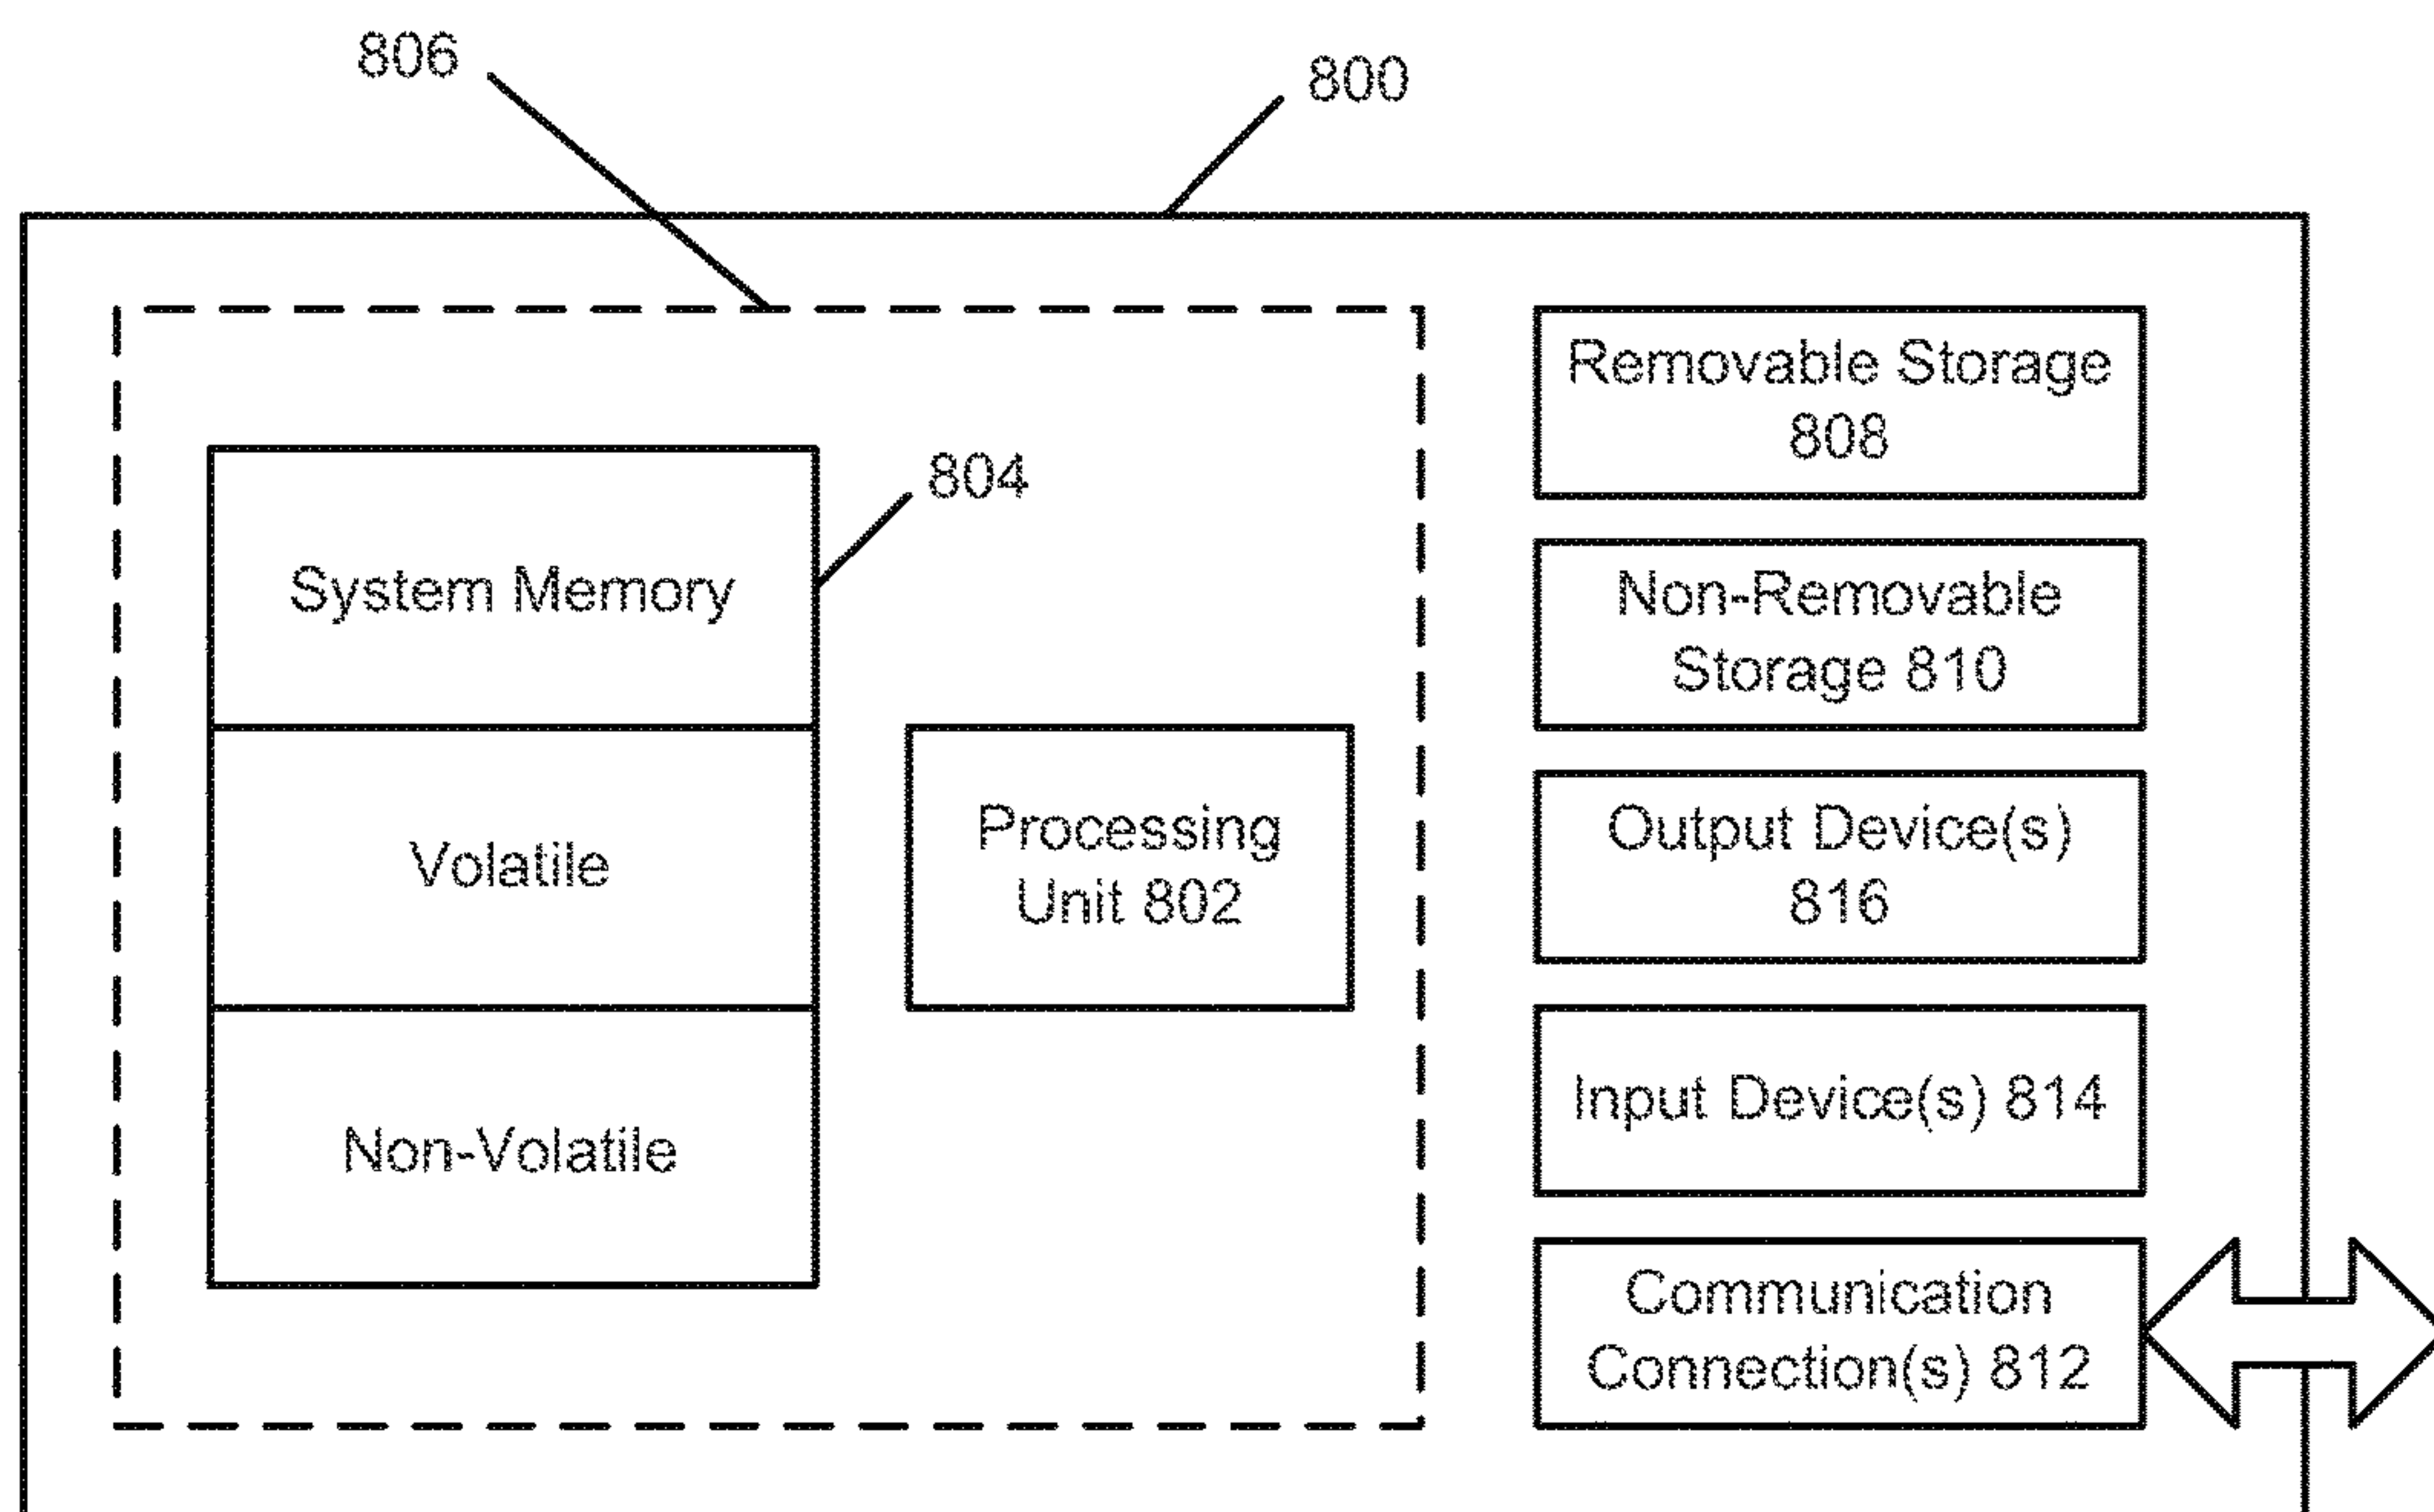 806
800
804
System Memory
Volatile
Non-Volatile
Processing
Unit 802
Removable Storage
808
Non-Removable
Storage 810
Output Device(s)
816
Input Device(s) 814
Communication
Connection(s) 812